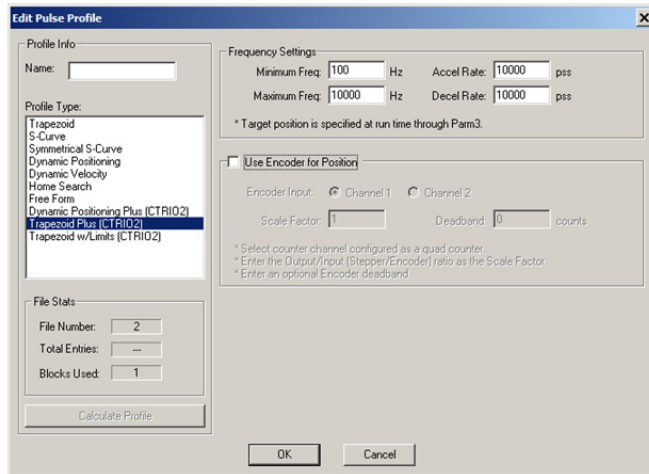 Edit Pulse Profile
Profile Info
Name:
Profile Type:
Trapezoid
S-Curve
Symmetrical S-Curve
Dynamic Positioning
Dynamic Velocity
Home Search
Free Form
Dynamic Positioning Plus (CTRIO2)
Trapezoid Plus (CTRIO2)
Trapezoid w/Limits (CTRIO2)
File Stats
File Number: 2
Total Entries: ---
Blocks Used: 1
Calculate Profile
Frequency Settings
Minimum Freq: 100 Hz Accel Rate: 10000 pss
Maximum Freq: 10000 Hz Decel Rate: 10000 pss
* Target position is specified at run time through Parm3.
Use Encoder for Position
Encoder Input: Channel 1 Channel 2
Scale Factor: 1 Deadband: 0 counts
* Select counter channel configured as a quad counter.
* Enter the Output/Input (Stepper/Encoder) ratio as the Scale Factor.
* Enter an optional Encoder deadband.
OK Cancel